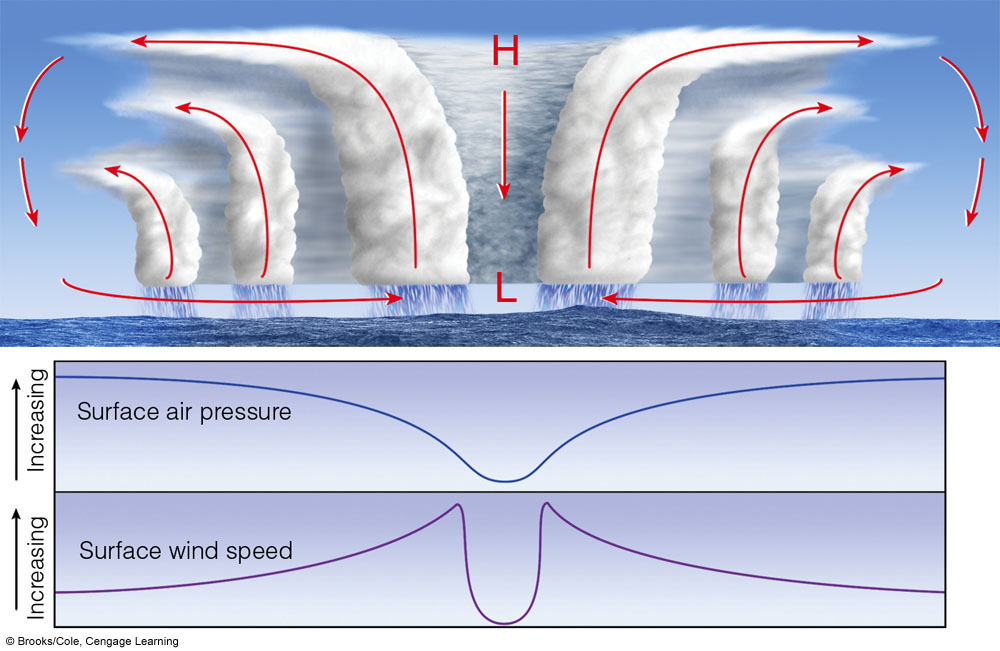 H
L
Increasing
Surface air pressure
Increasing
Surface wind speed
© Brooks/Cole, Cengage Learning